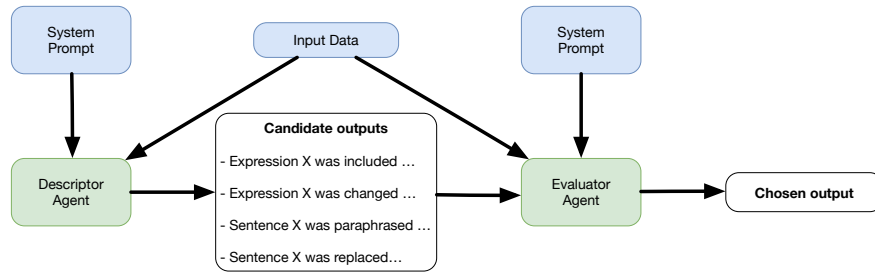 System
Prompt
Input Data
System
Prompt
Candidate outputs
- Expression X was included ...
- Expression X was changed ...
- Sentence X was paraphrased ...
- Sentence X was replaced...
Descriptor
Agent
Evaluator
Agent
Chosen output